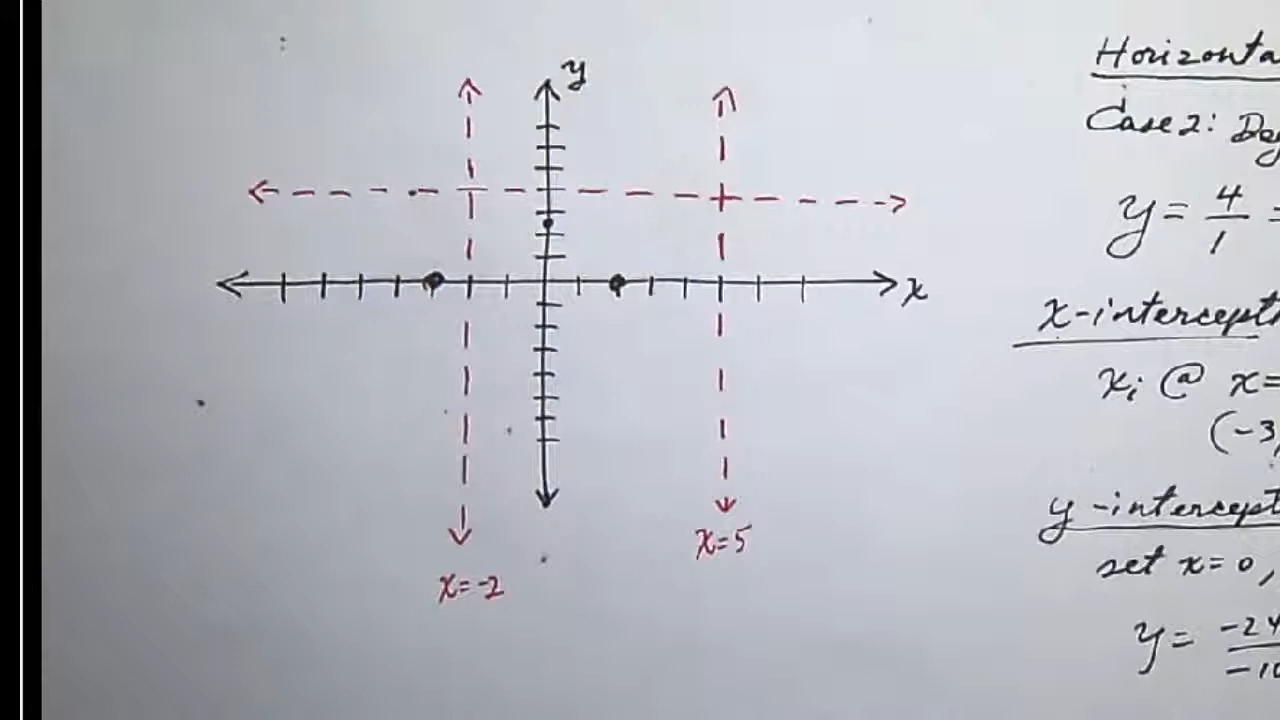 y
x
x=-2
x=5
Horizonta
Case 2: Deg
y = 4/1 =
x-intercept
xi @ x=
(-3,
y-intercept
set x=0,
y = -24/-10